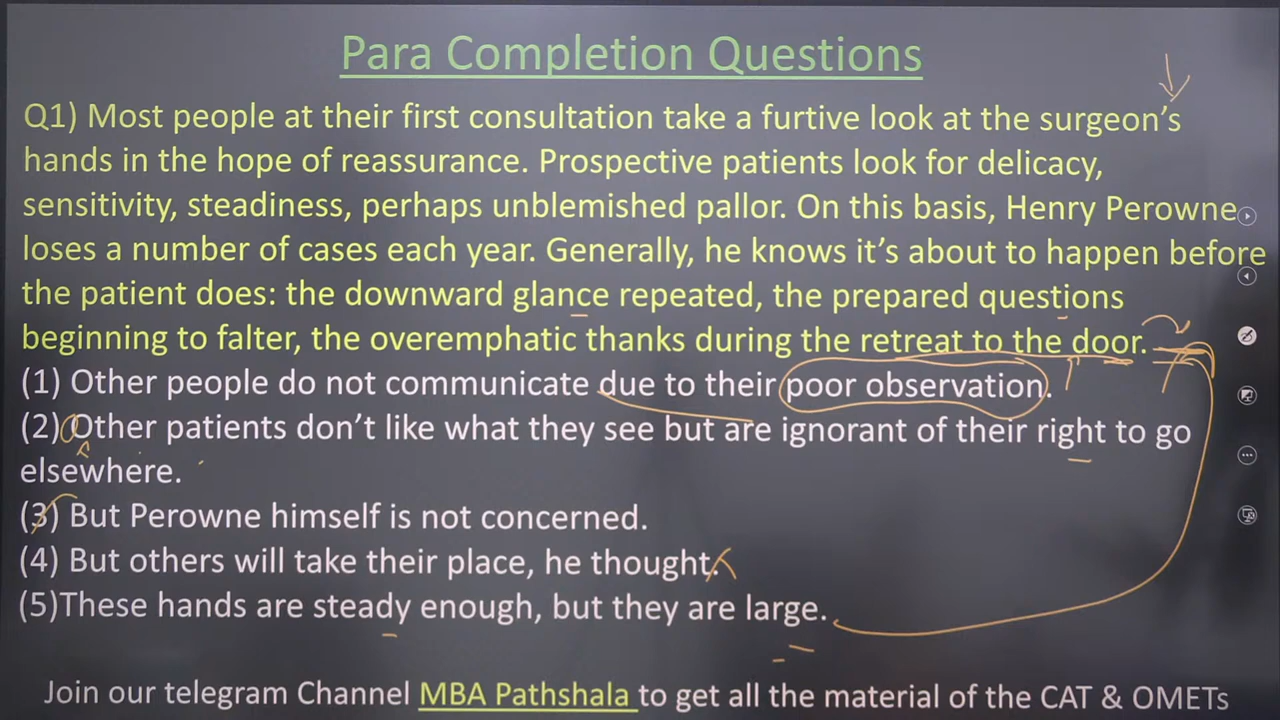 Para Completion Questions
Q1) Most people at their first consultation take a furtive look at the surgeon's
hands in the hope of reassurance. Prospective patients look for delicacy,
sensitivity, steadiness, perhaps unblemished pallor. On this basis, Henry Perowne
loses a number of cases each year. Generally, he knows it's about to happen before
the patient does: the downward glance repeated, the prepared questions
beginning to falter, the overemphatic thanks during the retreat to the door.
(1) Other people do not communicate due to their poor observation.
(2) Other patients don't like what they see but are ignorant of their right to go
elsewhere.
(3) But Perowne himself is not concerned.
(4) But others will take their place, he thought.
(5)These hands are steady enough, but they are large.
Join our telegram Channel MBA Pathshala to get all the material of the CAT & OMETs